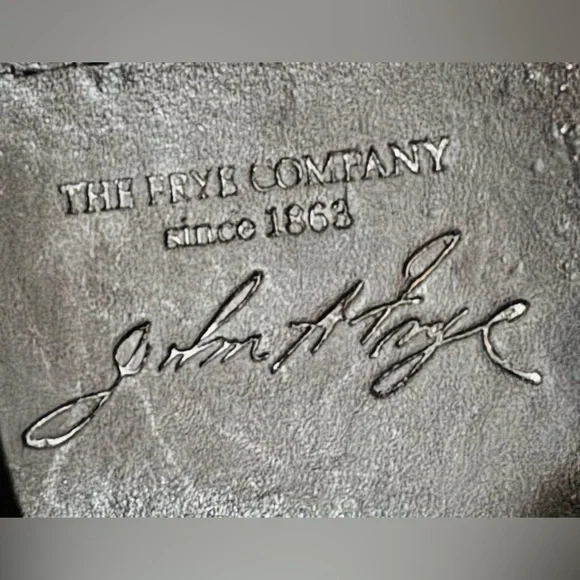 THE FRYE COMPANY
since 1863
John A Frye